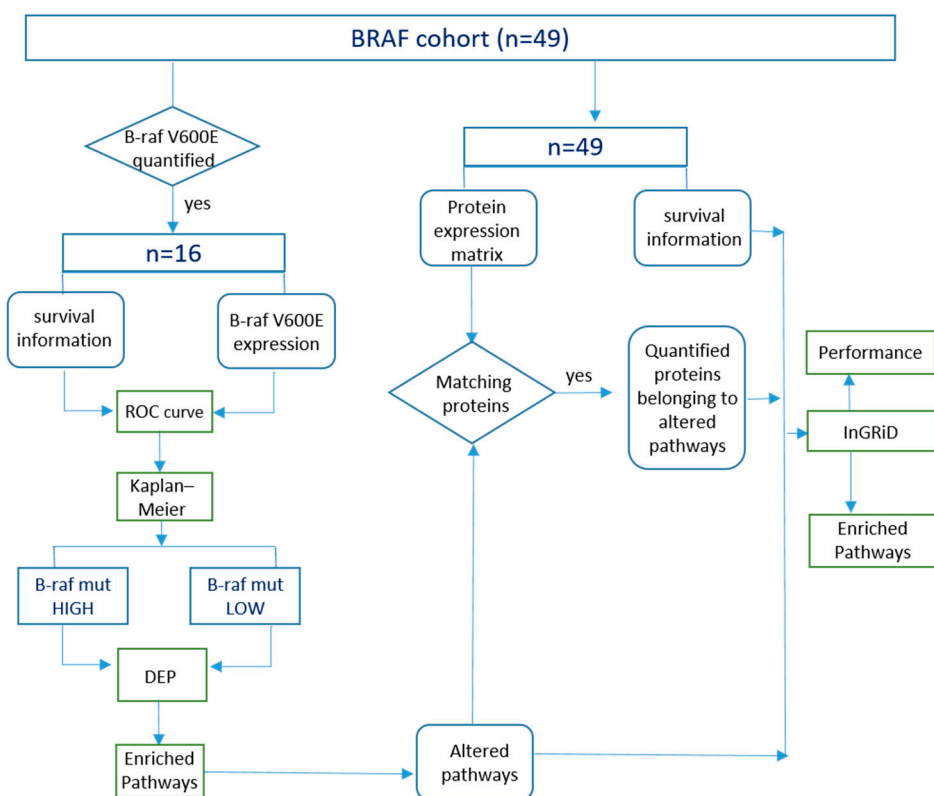 BRAF cohort (n=49)
B-raf V600E
quantified
yes
n=16
survival
information
B-raf V600E
expression
ROC curve
Kaplan–
Meier
B-raf mut
HIGH
B-raf mut
LOW
DEP
Enriched
Pathways
Altered
pathways
n=49
Protein
expression
matrix
survival
information
Matching
proteins
yes
Quantified
proteins
belonging to
altered
pathways
Performance
InGRiD
Enriched
Pathways